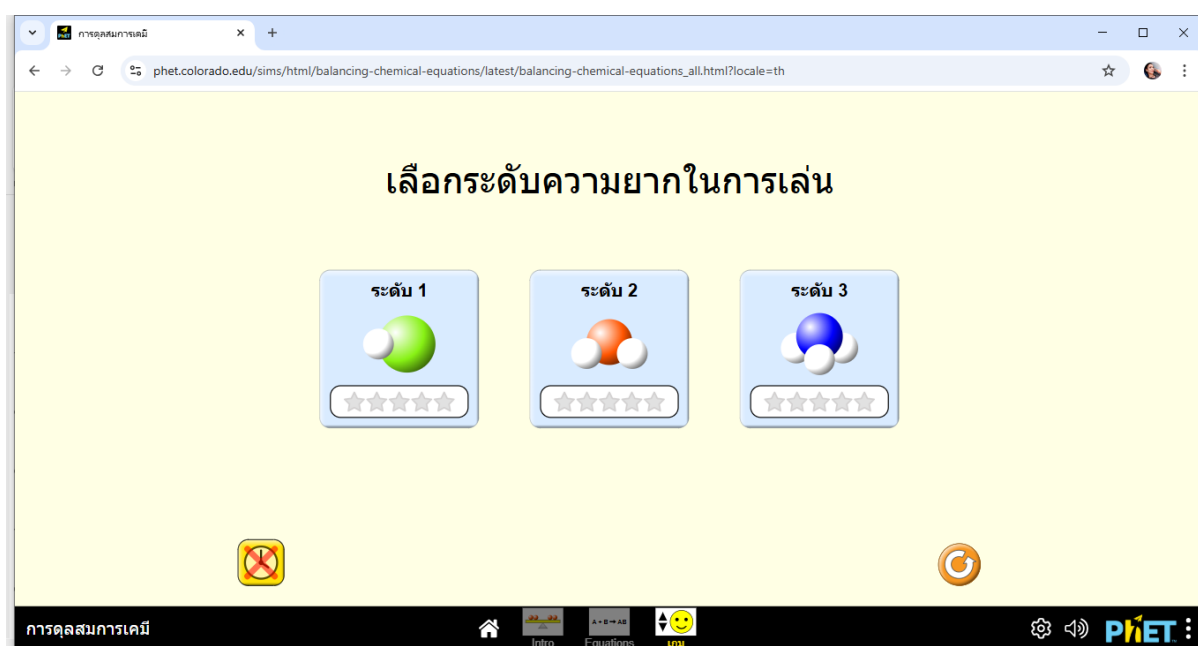 การดุลสมการเคมี
phet.colorado.edu/sims/html/balancing-chemical-equations/latest/balancing-chemical-equations_all.html?locale=th
เลือกระดับความยากในการเล่น
ระดับ 1
ระดับ 2
ระดับ 3
การดุลสมการเคมี
Intro
A + B → AB
Equations
เกม
PhET